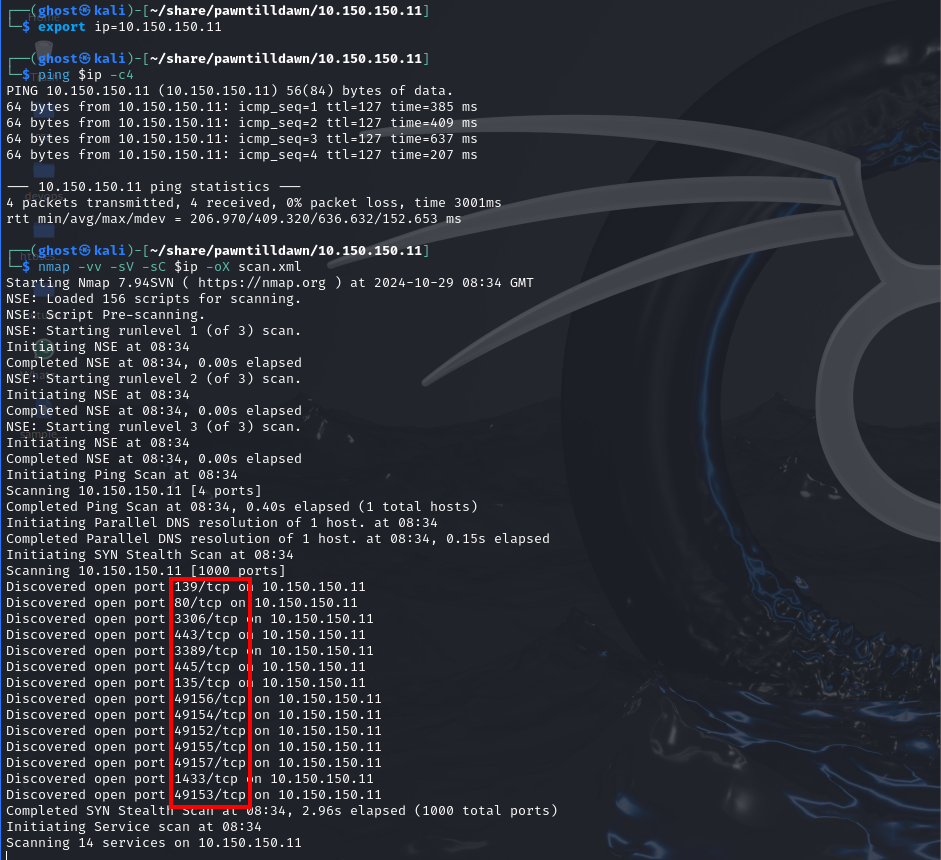 ┌──(ghost㉿kali)-[~/share/pawntilldawn/10.150.150.11]
└─$ export ip=10.150.150.11
┌──(ghost㉿kali)-[~/share/pawntilldawn/10.150.150.11]
└─$ ping $ip -c4
PING 10.150.150.11 (10.150.150.11) 56(84) bytes of data.
64 bytes from 10.150.150.11: icmp_seq=1 ttl=127 time=385 ms
64 bytes from 10.150.150.11: icmp_seq=2 ttl=127 time=409 ms
64 bytes from 10.150.150.11: icmp_seq=3 ttl=127 time=637 ms
64 bytes from 10.150.150.11: icmp_seq=4 ttl=127 time=207 ms
--- 10.150.150.11 ping statistics ---
4 packets transmitted, 4 received, 0% packet loss, time 3001ms
rtt min/avg/max/mdev = 206.970/409.320/636.632/152.653 ms
┌──(ghost㉿kali)-[~/share/pawntilldawn/10.150.150.11]
└─$ nmap -vv -sV -sC $ip -oX scan.xml
Starting Nmap 7.94SVN ( https://nmap.org ) at 2024-10-29 08:34 GMT
NSE: Loaded 156 scripts for scanning.
NSE: Script Pre-scanning.
NSE: Starting runlevel 1 (of 3) scan.
Initiating NSE at 08:34
Completed NSE at 08:34, 0.00s elapsed
NSE: Starting runlevel 2 (of 3) scan.
Initiating NSE at 08:34
Completed NSE at 08:34, 0.00s elapsed
NSE: Starting runlevel 3 (of 3) scan.
Initiating NSE at 08:34
Completed NSE at 08:34, 0.00s elapsed
Initiating Ping Scan at 08:34
Scanning 10.150.150.11 [4 ports]
Completed Ping Scan at 08:34, 0.40s elapsed (1 total hosts)
Initiating Parallel DNS resolution of 1 host. at 08:34
Completed Parallel DNS resolution of 1 host. at 08:34, 0.15s elapsed
Initiating SYN Stealth Scan at 08:34
Scanning 10.150.150.11 [1000 ports]
Discovered open port 139/tcp on 10.150.150.11
Discovered open port 80/tcp on 10.150.150.11
Discovered open port 3306/tcp on 10.150.150.11
Discovered open port 443/tcp on 10.150.150.11
Discovered open port 3389/tcp on 10.150.150.11
Discovered open port 445/tcp on 10.150.150.11
Discovered open port 135/tcp on 10.150.150.11
Discovered open port 49156/tcp on 10.150.150.11
Discovered open port 49154/tcp on 10.150.150.11
Discovered open port 49152/tcp on 10.150.150.11
Discovered open port 49155/tcp on 10.150.150.11
Discovered open port 49157/tcp on 10.150.150.11
Discovered open port 1433/tcp on 10.150.150.11
Discovered open port 49153/tcp on 10.150.150.11
Completed SYN Stealth Scan at 08:34, 2.96s elapsed (1000 total ports)
Initiating Service scan at 08:34
Scanning 14 services on 10.150.150.11